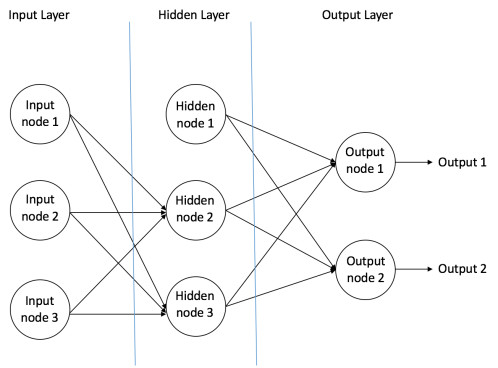 Input Layer
Hidden Layer
Output Layer
Input
node 1
Hidden
node 1
Output
node 1
Output 1
Input
node 2
Hidden
node 2
Output
node 2
Output 2
Input
node 3
Hidden
node 3